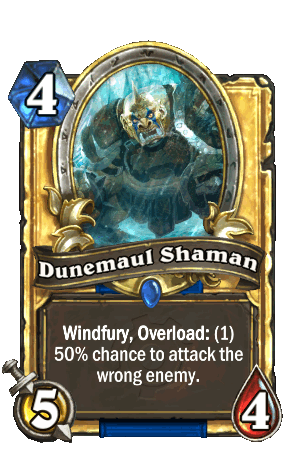 4
Dunemaul Shaman
Windfury, Overload: (1)
50% chance to attack the
wrong enemy.
5
4